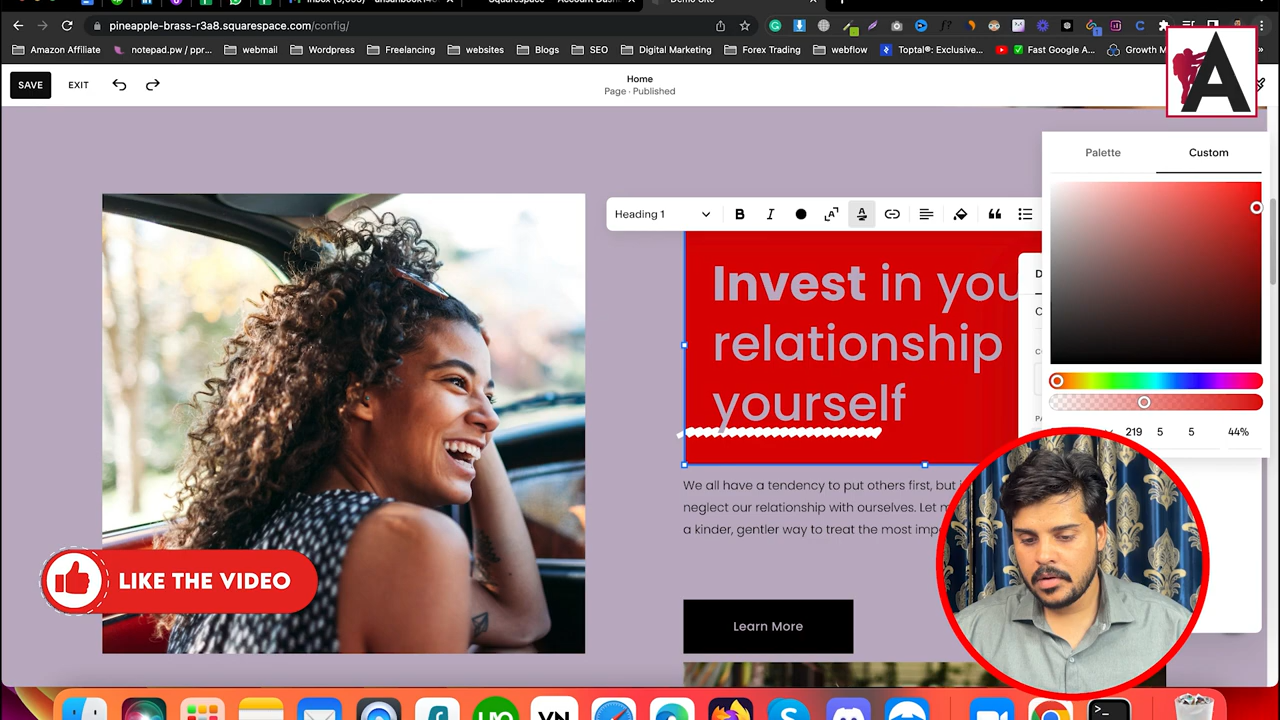 pineapple-brass-r3a8.squarespace.com/config/
Amazon Affiliate
notepad.pw / ppr...
webmail
Wordpress
Freelancing
websites
Blogs
SEO
Digital Marketing
Forex Trading
webflow
Toptal®: Exclusive...
Fast Google A...
Growth M
SAVE
EXIT
Home
Page · Published
A
Palette
Custom
Heading 1
B
I
Invest in you
relationship
yourself
219
5
5
44%
We all have a tendency to put others first, but
neglect our relationship with ourselves. Let
a kinder, gentler way to treat the most
LIKE THE VIDEO
Learn More